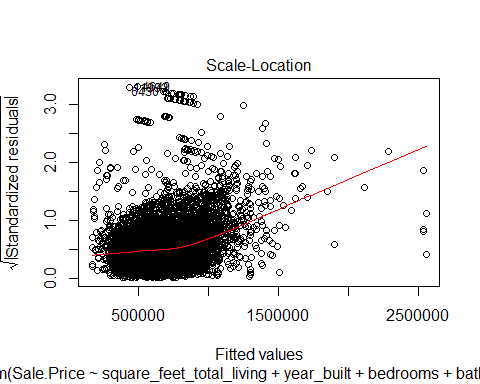 Scale-Location
√|Standardized residuals|
3.0
2.0
1.0
0.0
500000
1500000
2500000
Fitted values
m(Sale.Price ~ square_feet_total_living + year_built + bedrooms + bat